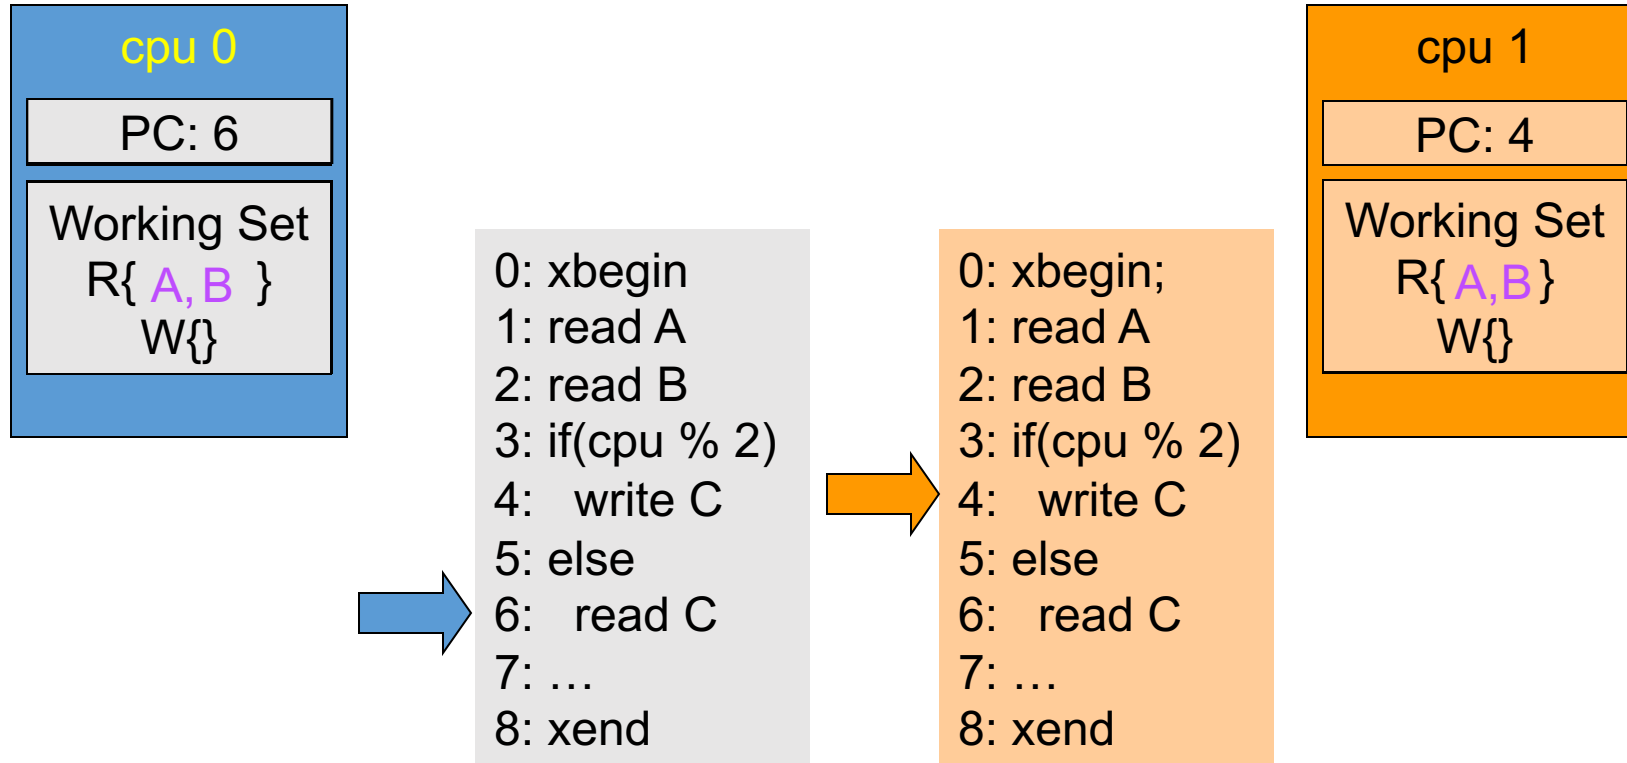 cpu 0
PC: 6
Working Set
R{ A, B }
W{}
0: xbegin
1: read A
2: read B
3: if(cpu % 2)
4: write C
5: else
6: read C
7: …
8: xend
0: xbegin;
1: read A
2: read B
3: if(cpu % 2)
4: write C
5: else
6: read C
7: …
8: xend
cpu 1
PC: 4
Working Set
R{ A,B }
W{}